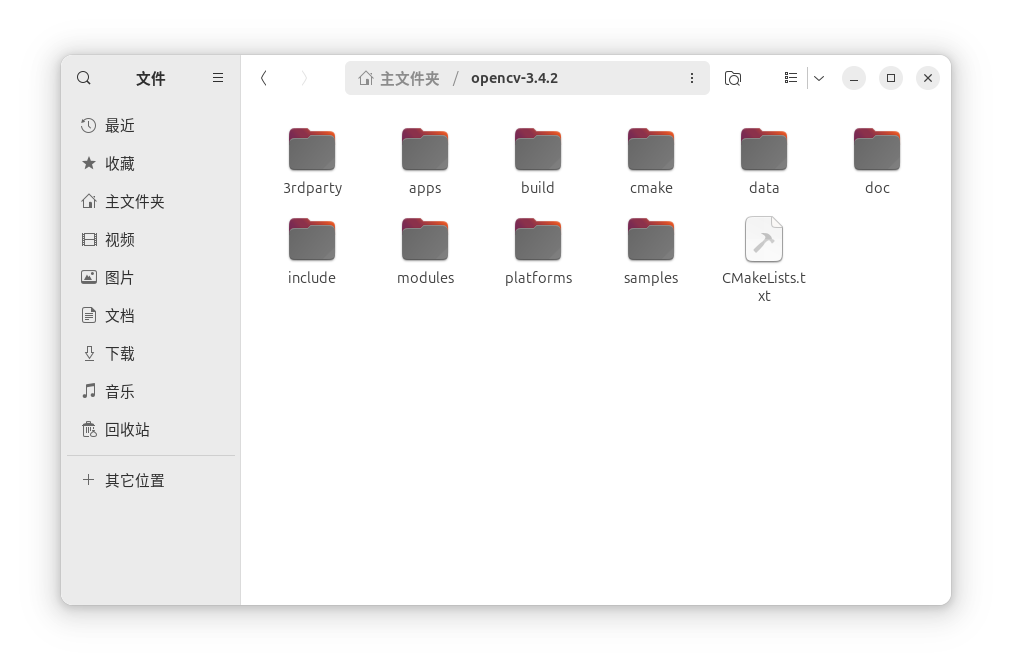 文件
主文件夹 / opencv-3.4.2
最近
收藏
主文件夹
视频
图片
文档
下载
音乐
回收站
其它位置
3rdparty
apps
build
cmake
data
doc
include
modules
platforms
samples
CMakeLists.t
xt